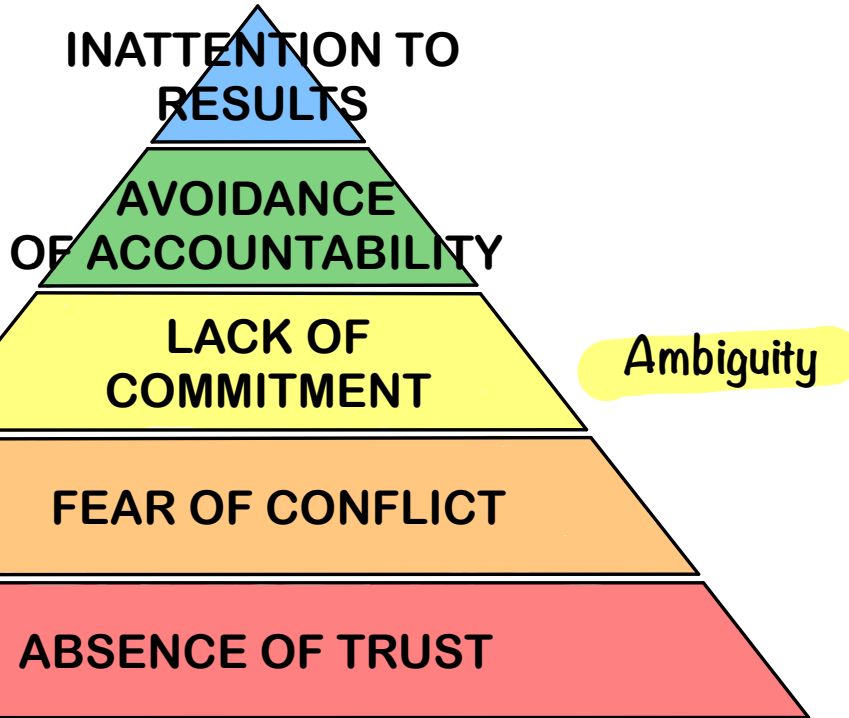 INATTENTION TO
RESULTS
AVOIDANCE
OF ACCOUNTABILITY
LACK OF
COMMITMENT
Ambiguity
FEAR OF CONFLICT
ABSENCE OF TRUST